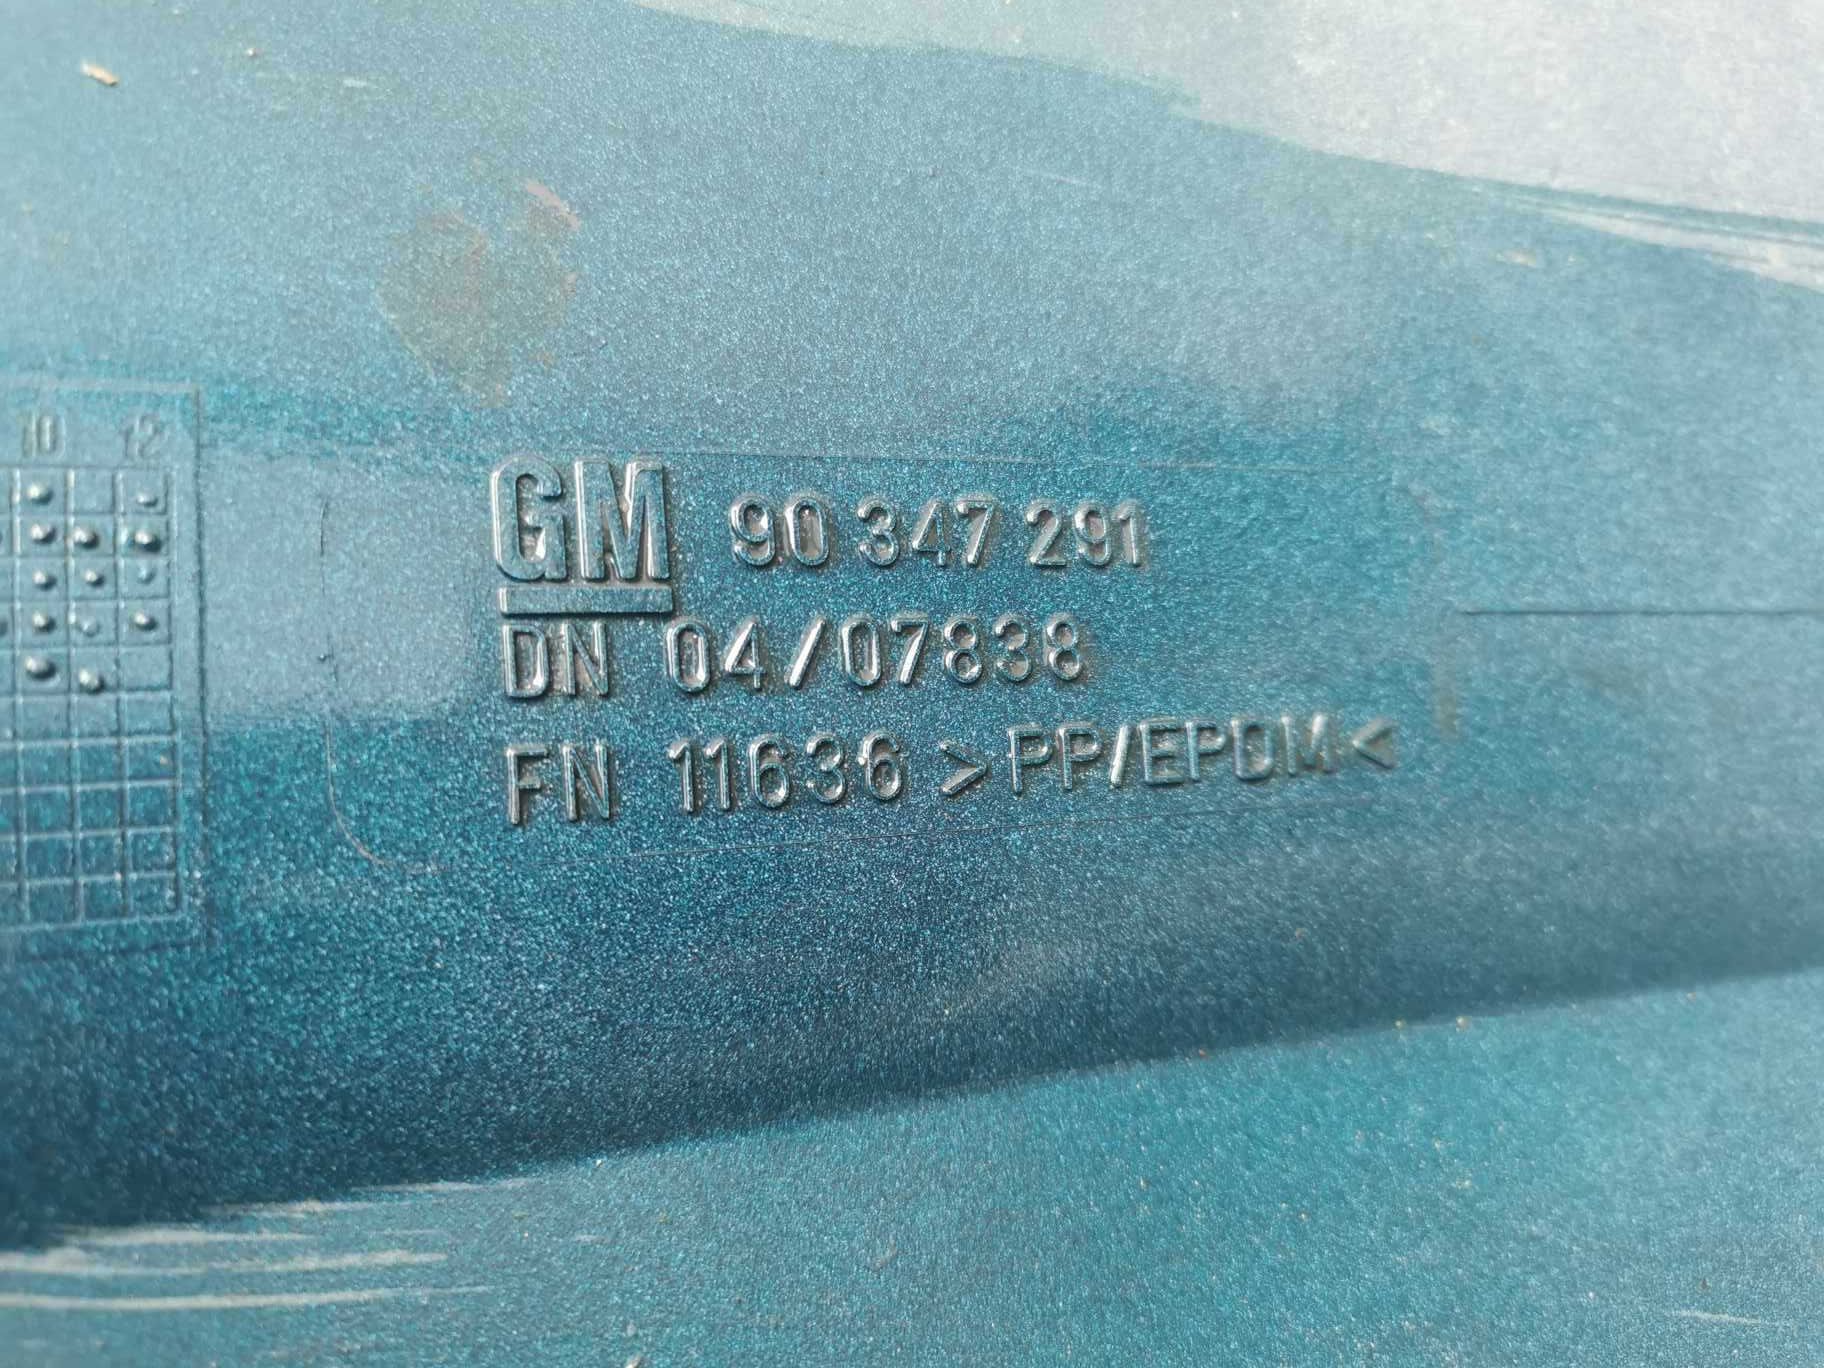 10 12
GM 90 347 291
DN 04/07838
FN 11636 >PP/EPDM<